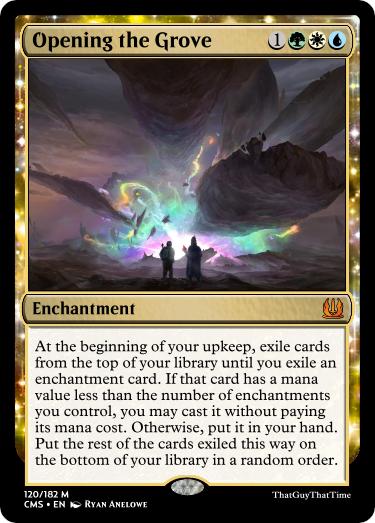 Opening the Grove 1
Enchantment
At the beginning of your upkeep, exile cards
from the top of your library until you exile an
enchantment card. If that card has a mana
value less than the number of enchantments
you control, you may cast it without paying
its mana cost. Otherwise, put it in your hand.
Put the rest of the cards exiled this way on
the bottom of your library in a random order.
120/182 M
CMS • EN Ryan Anelowe
ThatGuyThatTime